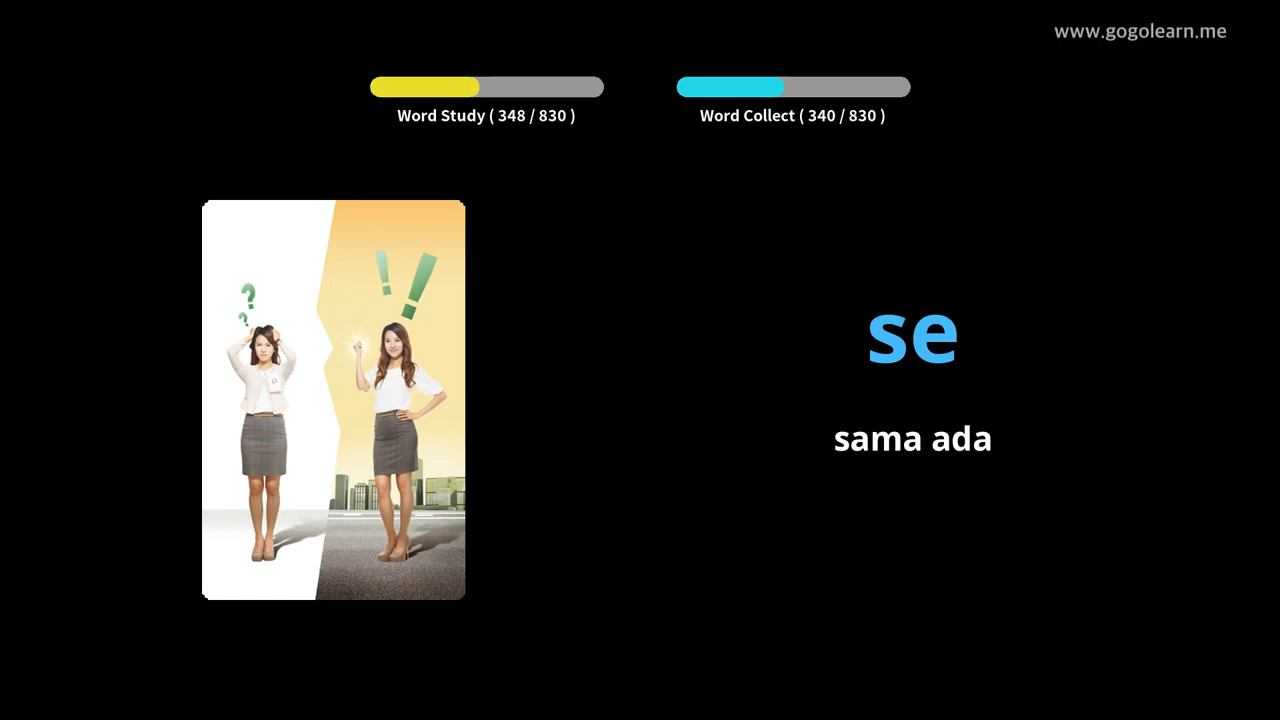 www.gogolearn.me
Word Study ( 348 / 830 )
Word Collect ( 340 / 830 )
? ?
! !
se
sama ada